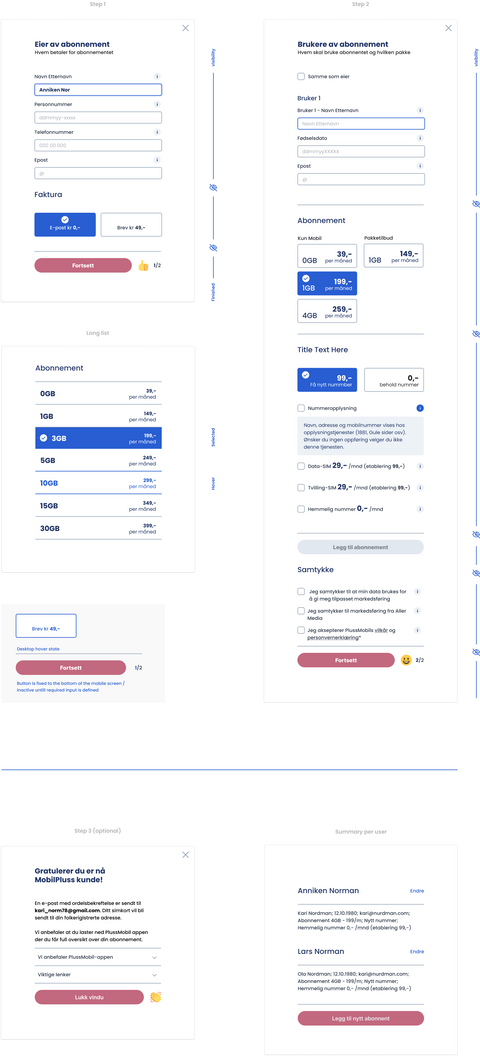 Step 1
Eier av abonnement
Hvem betaler for abonnementet
Navn Etternavn
Anniken Nor
Personnummer
ddmmyy-xxxx
Telefonnummer
000 00 000
Epost
@
Faktura
E-post kr 0,-
Brev kr 49,-
Fortsett
1/2
visibility
Finished
Long list
Abonnement
0GB
39,-
per måned
1GB
149,-
per måned
3GB
199,-
per måned
5GB
249,-
per måned
10GB
299,-
per måned
15GB
349,-
per måned
30GB
399,-
per måned
Selected
Hover
Brev kr 49,-
Desktop hover state
Fortsett
1/2
Button is fixed to the bottom of the mobile screen /
inactive untill required input is defined
Step 2
Brukere av abonnement
Hvem skal bruke abonnentet og hvilken pakke
Samme som eier
Bruker 1
Bruker 1 - Navn Etternavn
Navn Etternavn
Fødselsdato
ddmmyyXXXXX
Epost
@
Abonnement
Kun Mobil
Pakketilbud
0GB
39,-
per måned
1GB
149,-
per måned
1GB
199,-
per måned
4GB
259,-
per måned
Title Text Here
99,-
Få nytt nummber
0,-
behold nummer
Nummeroplysning
Navn, adresse og mobilnummer vises hos
opplysningstjenester (1881, Gule sider osv).
Ønsker du ingen oppføring velger du ikke
denne tjenesten.
Data-SIM 29,- /mnd (etablering 99,-)
Tvilling-SIM 29,- /mnd (etablering 99,-)
Hemmelig nummer 0,- /mnd
Legg til abonnement
Samtykke
Jeg samtykker til at min data brukes for
å gi meg tilpasset markedsføring
Jeg samtykker til markedsføring fra Aller
Media
Jeg aksepterer PlussMobils vilkår og
personvernerklæring*
Fortsett
2/2
visibility
Step 3 (optional)
Gratulerer du er nå
MobilPluss kunde!
En e-post med ordelsbekreftelse er sendt til
kari_norm78@gmail.com. Ditt simkort vil bli
sendt til din folkerigistrerte adresse.
Vi anbefaler at du laster ned PlussMobil appen
der du får full oversikt over din abonnement.
Vi anbefaler PlussMobil-appen
Viktige lenker
Lukk vindu
Summary per user
Anniken Norman
Endre
Kari Nordman; 12.10.1980; kari@nurdman.com;
Abonnement 4GB - 199/m; Nytt nummer;
Hemmelig nummer 0,- /mnd (etablering 99,-)
Lars Norman
Endre
Ola Nordman; 12.10.1980; kari@nurdman.com;
Abonnement 4GB - 199/m; Nytt nummer;
Hemmelig nummer 0,- /mnd (etablering 99,-)
Legg til nytt abonnent